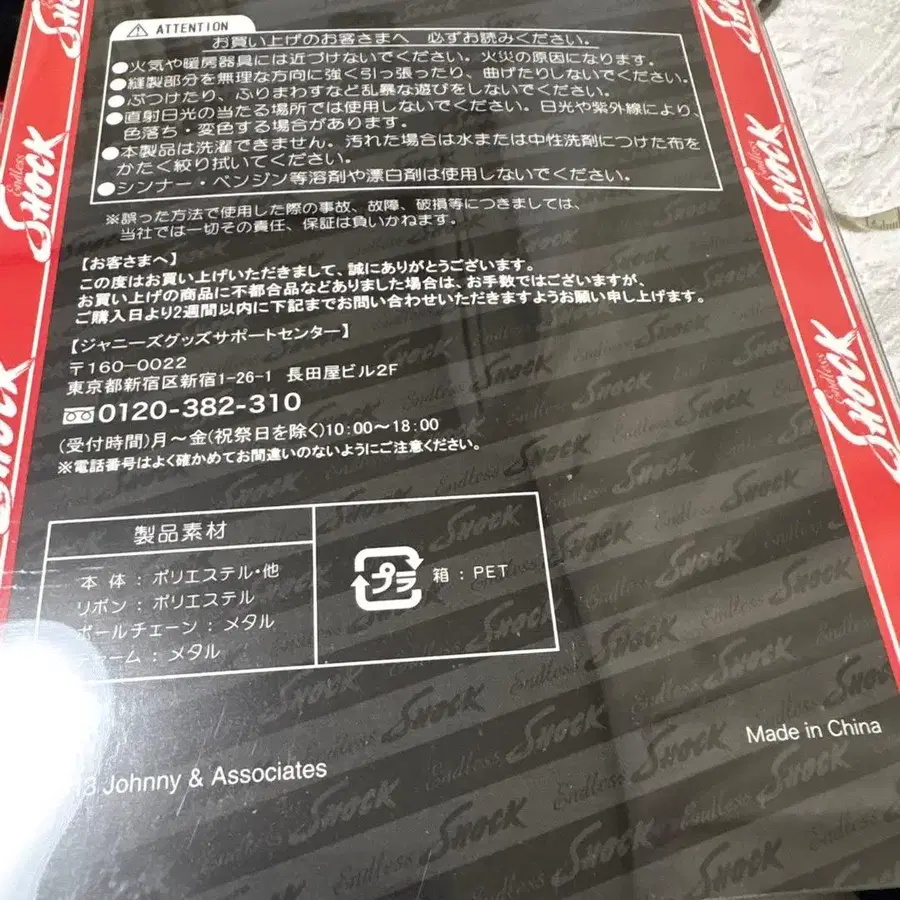 ATTENTION
お買い上げのお客さまへ 必ずお読みください。
●火気や暖房器具には近づけないでください。火災の原因になります。
●縫製部分を無理な方向に強く引っ張ったり、曲げたりしないでください。
●ぶつけたり、ふりまわすなど乱暴な遊びをしないでください。
●直射日光の当たる場所では使用しないでください。日光や紫外線により、
色落ち・変色する場合があります。
●本製品は洗濯できません。汚れた場合は水または中性洗剤につけた布を
かたく絞り拭いてください。
●シンナー・ベンジン等溶剤や漂白剤は使用しないでください。
※誤った方法で使用した際の事故、故障、破損等につきましては、
当社では一切その責任、保証は負いかねます。
【お客さまへ】
この度はお買い上げいただきまして、誠にありがとうございます。
お買い上げの商品に不都合品などありました場合は、お手数ではございますが、
ご購入日より2週間以内に下記までお問い合わせいただきますようお願い申し上げます。
【ジャニーズグッズサポートセンター】
〒160-0022
東京都新宿区新宿1-26-1 長田屋ビル2F
0120-382-310
(受付時間)月～金(祝祭日を除く)10:00～18:00
※電話番号はよく確かめてお間違いのないようにご注意ください。
製品素材
本体：ポリエステル・他
リボン：ポリエステル
ボールチェーン：メタル
チャーム：メタル
プラ 箱：PET
Made in China
Johnny & Associates
Endless SHOCK